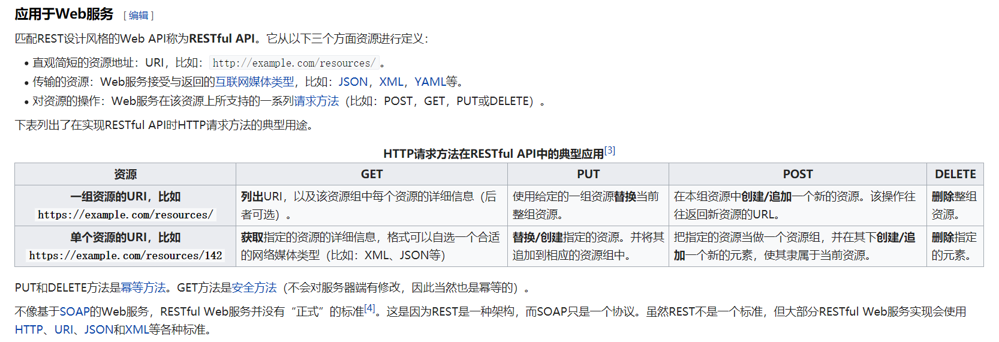 应用于Web服务 [ 编辑 ]
匹配REST设计风格的Web API称为RESTful API。它从以下三个方面资源进行定义：
• 直观简短的资源地址：URI，比如：http://example.com/resources/。
• 传输的资源：Web服务接受与返回的互联网媒体类型，比如：JSON，XML，YAML等。
• 对资源的操作：Web服务在该资源上所支持的一系列请求方法（比如：POST，GET，PUT或DELETE）。
下表列出了在实现RESTful API时HTTP请求方法的典型用途。
HTTP请求方法在RESTful API中的典型应用[3]
资源 GET PUT POST DELETE
一组资源的URI，比如
https://example.com/resources/
列出URI，以及该资源组中每个资源的详细信息（后
者可选）。
使用给定的一组资源替换当前
整组资源。
在本组资源中创建/追加一个新的资源。该操作往
往返回新资源的URL。
删除整组
资源。
单个资源的URI，比如
https://example.com/resources/142
获取指定的资源的详细信息，格式可以自选一个合适
的网络媒体类型（比如：XML、JSON等）
替换/创建指定的资源。并将其
追加到相应的资源组中。
把指定的资源当做一个资源组，并在其下创建/追
加一个新的元素，使其隶属于当前资源。
删除指定
的元素。
PUT和DELETE方法是幂等方法。GET方法是安全方法（不会对服务器端有修改，因此当然也是幂等的）。
不像基于SOAP的Web服务，RESTful Web服务并没有“正式”的标准[4]。这是因为REST是一种架构，而SOAP只是一个协议。虽然REST不是一个标准，但大部分RESTful Web服务实现会使用
HTTP、URI、JSON和XML等各种标准。